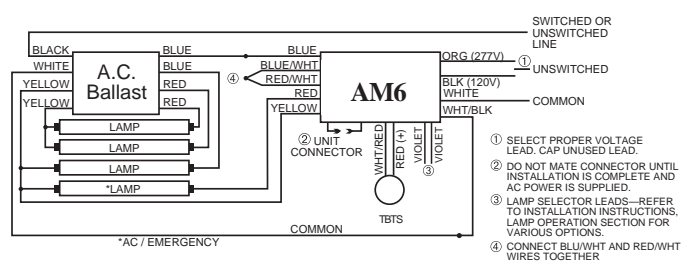 SWITCHED OR
UNSWITCHED
LINE
BLACK
BLUE
BLUE
ORG (277V)
①
WHITE
A.C.
Ballast
BLUE
BLUE/WHT
UNSWITCHED
④
YELLOW
RED
RED/WHT
AM6
BLK (120V)
RED
WHITE
COMMON
YELLOW
RED
YELLOW
WHT/BLK
LAMP
② UNIT
CONNECTOR
WHT/RED
RED (+)
VIOLET
VIOLET
③
LAMP
LAMP
*LAMP
TBTS
COMMON
*AC / EMERGENCY
① SELECT PROPER VOLTAGE
LEAD. CAP UNUSED LEAD.
② DO NOT MATE CONNECTOR UNTIL
INSTALLATION IS COMPLETE AND
AC POWER IS SUPPLIED.
③ LAMP SELECTOR LEADS—REFER
TO INSTALLATION INSTRUCTIONS,
LAMP OPERATION SECTION FOR
VARIOUS OPTIONS.
④ CONNECT BLU/WHT AND RED/WHT
WIRES TOGETHER